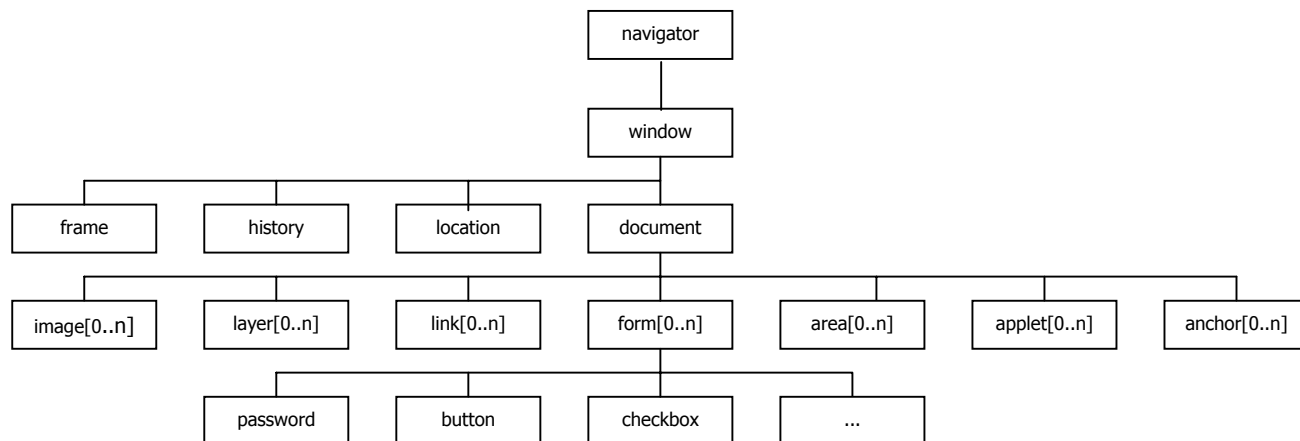 navigator
window
frame
history
location
document
image[0..n]
layer[0..n]
link[0..n]
form[0..n]
area[0..n]
applet[0..n]
anchor[0..n]
password
button
checkbox
...